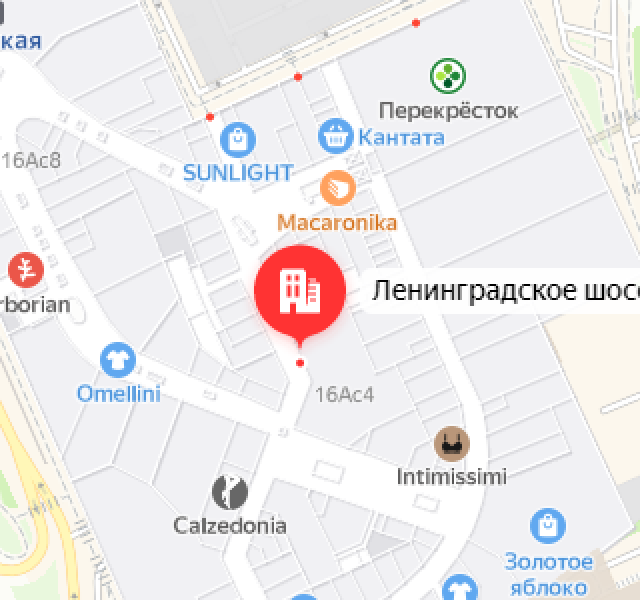 кая
Перекрёсток
Кантата
16Ас8
SUNLIGHT
Macaronika
Ленинградское шосс
rborian
Omellini
16Ас4
Intimissimi
Calzedonia
Золотое
яблоко